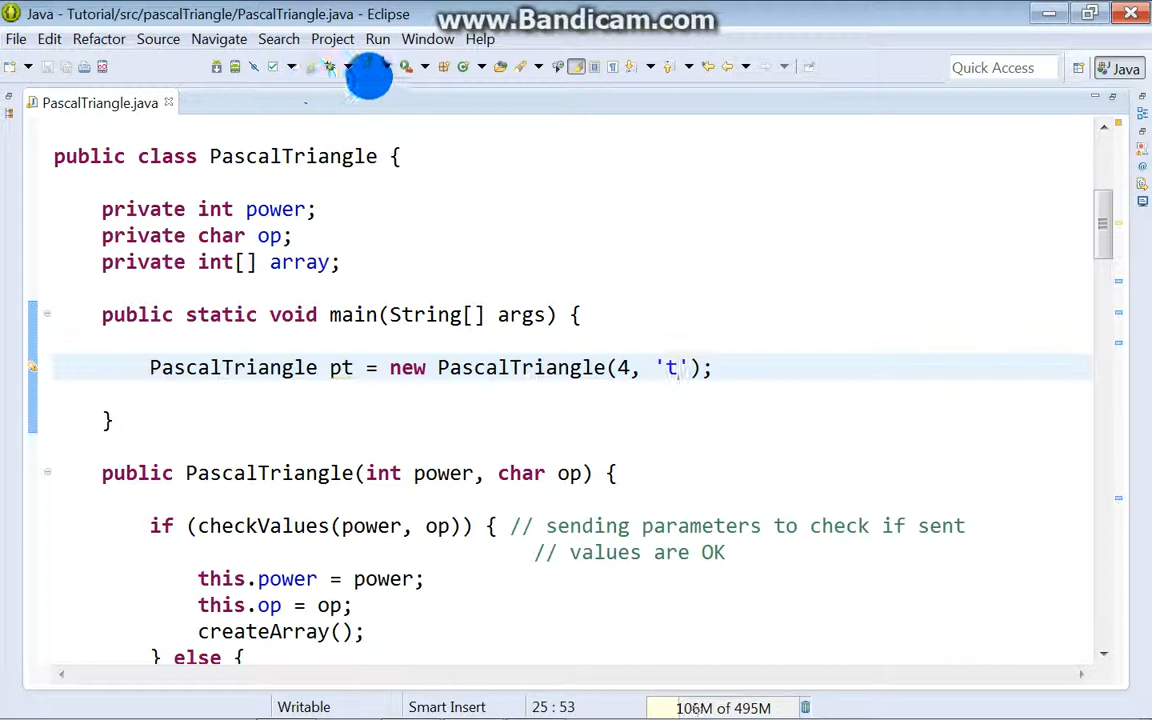 Java - Tutorial/src/pascalTriangle/PascalTriangle.java - Eclipse
www.Bandicam.com
File Edit Refactor Source Navigate Search Project Run Window Help
Quick Access
Java
PascalTriangle.java
public class PascalTriangle {
private int power;
private char op;
private int[] array;
public static void main(String[] args) {
PascalTriangle pt = new PascalTriangle(4, 't');
}
public PascalTriangle(int power, char op) {
if (checkValues(power, op)) { // sending parameters to check if sent
// values are OK
this.power = power;
this.op = op;
createArray();
} else {
Writable Smart Insert 25 : 53 106M of 495M